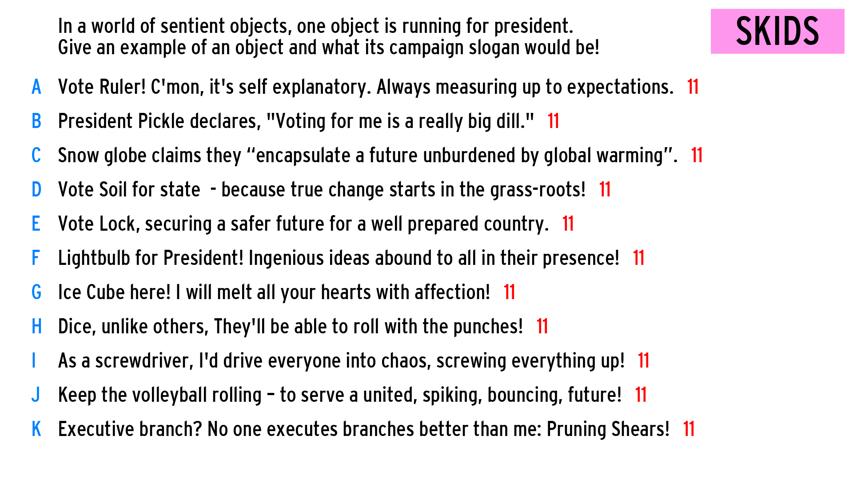 In a world of sentient objects, one object is running for president.
Give an example of an object and what its campaign slogan would be!
SKIDS
A Vote Ruler! C'mon, it's self explanatory. Always measuring up to expectations. 11
B President Pickle declares, "Voting for me is a really big dill." 11
C Snow globe claims they “encapsulate a future unburdened by global warming”. 11
D Vote Soil for state - because true change starts in the grass-roots! 11
E Vote Lock, securing a safer future for a well prepared country. 11
F Lightbulb for President! Ingenious ideas abound to all in their presence! 11
G Ice Cube here! I will melt all your hearts with affection! 11
H Dice, unlike others, They'll be able to roll with the punches! 11
I As a screwdriver, I'd drive everyone into chaos, screwing everything up! 11
J Keep the volleyball rolling – to serve a united, spiking, bouncing, future! 11
K Executive branch? No one executes branches better than me: Pruning Shears! 11